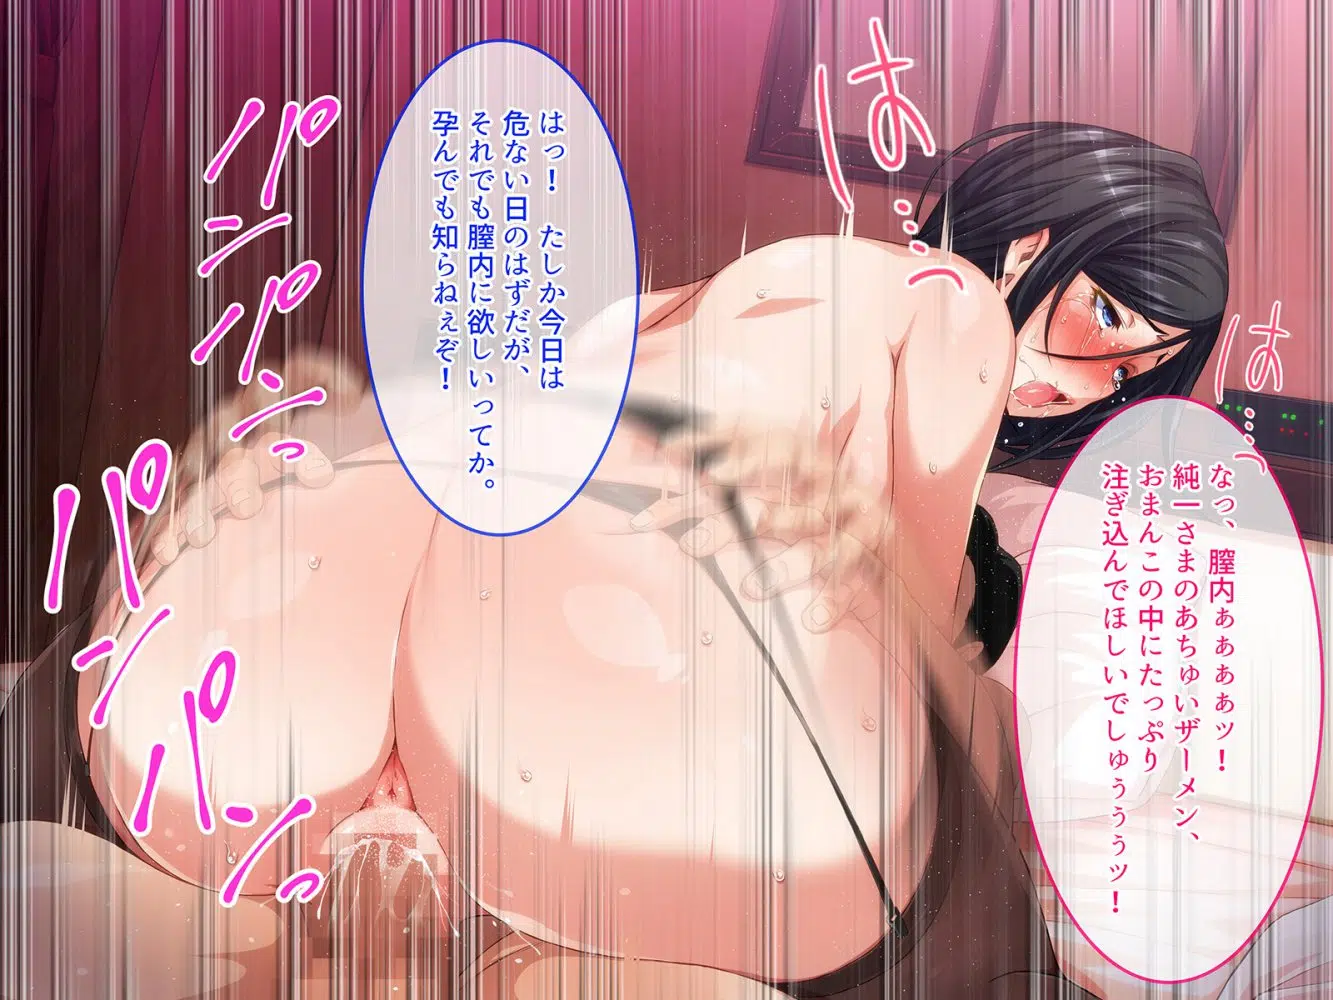 はっ！　たしか今日は
危ない日のはずだが、
それでも膣内に欲しいってか。
孕んでも知らねぇぞ！
はぁ…っ
はぁ…っ
なっ、膣内ぁぁぁぁッ！
純一さまのあちゅいザーメン、
おまんこの中にたっぷり
注ぎ込んでほしいでしゅぅぅぅッ！
パンパンっ
パンパンっ